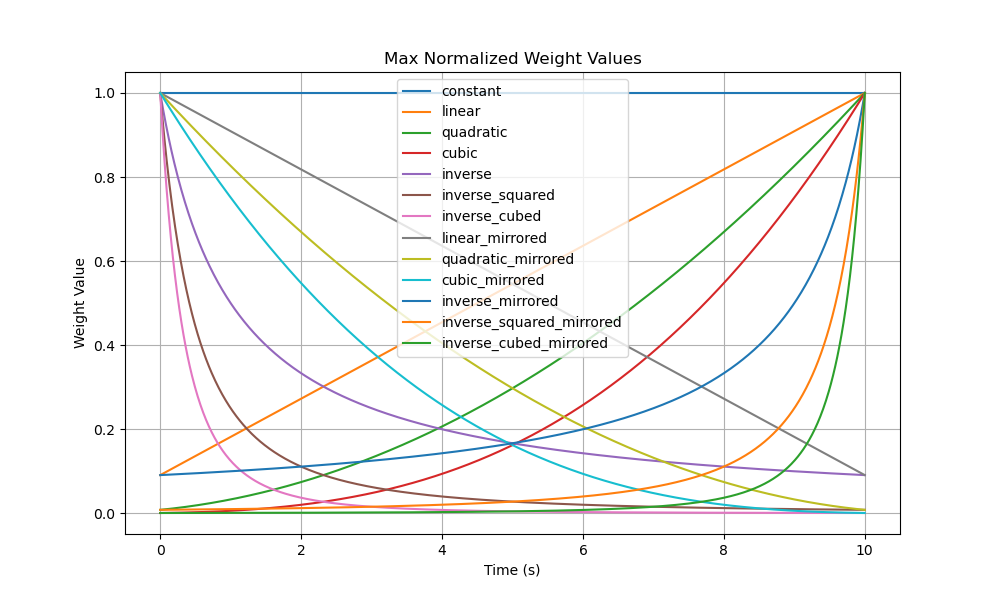 Max Normalized Weight Values
Weight Value
1.0
0.8
0.6
0.4
0.2
0.0
constant
linear
quadratic
cubic
inverse
inverse_squared
inverse_cubed
linear_mirrored
quadratic_mirrored
cubic_mirrored
inverse_mirrored
inverse_squared_mirrored
inverse_cubed_mirrored
0 2 4 6 8 10
Time (s)